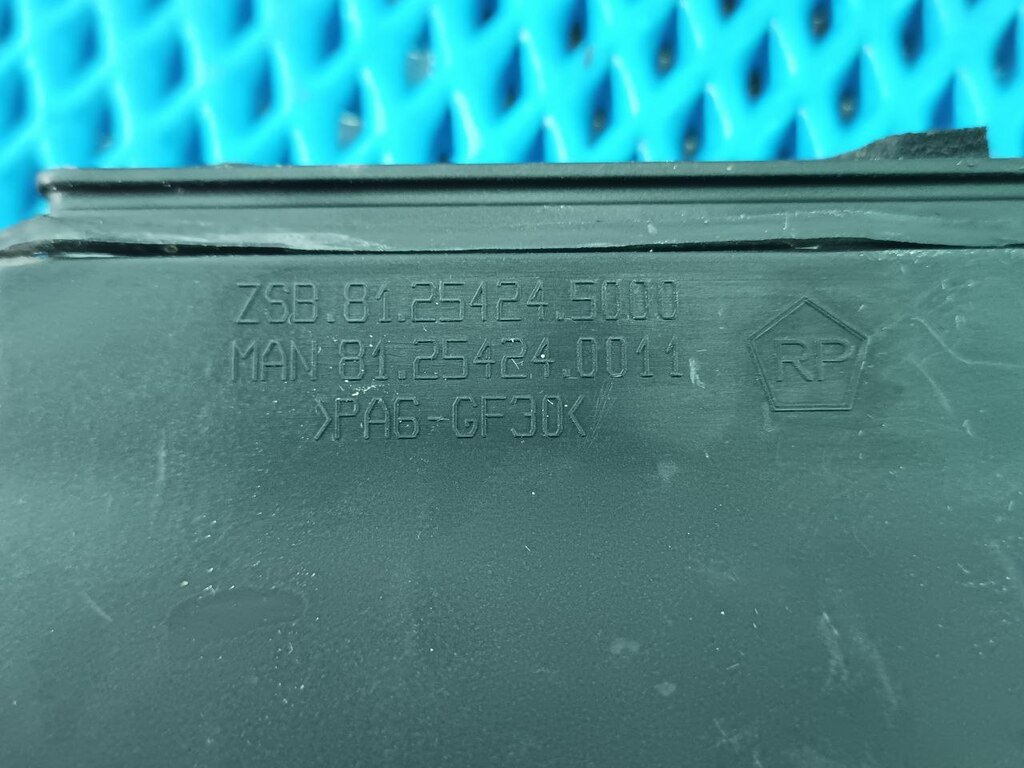 ZSB.81.25424.5000
MAN 81.25424.0011
>PA6-GF30<
RP